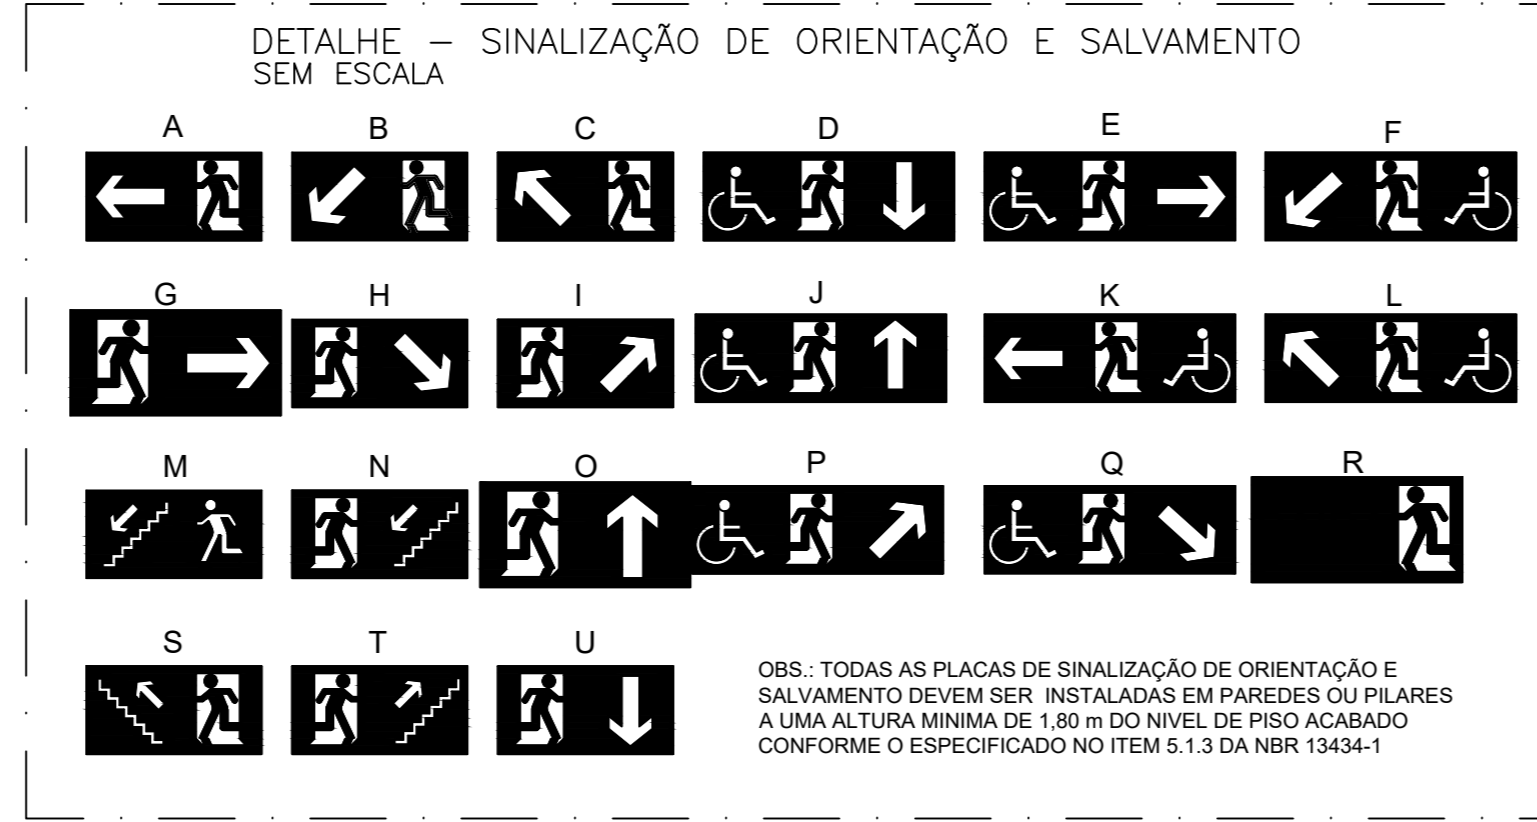 DETALHE – SINALIZAÇÃO DE ORIENTAÇÃO E SALVAMENTO
SEM ESCALA
A B C D E F
G H I J K L
M N O P Q R
S T U
OBS.: TODAS AS PLACAS DE SINALIZAÇÃO DE ORIENTAÇÃO E
SALVAMENTO DEVEM SER INSTALADAS EM PAREDES OU PILARES
A UMA ALTURA MINIMA DE 1,80 m DO NIVEL DE PISO ACABADO
CONFORME O ESPECIFICADO NO ITEM 5.1.3 DA NBR 13434-1